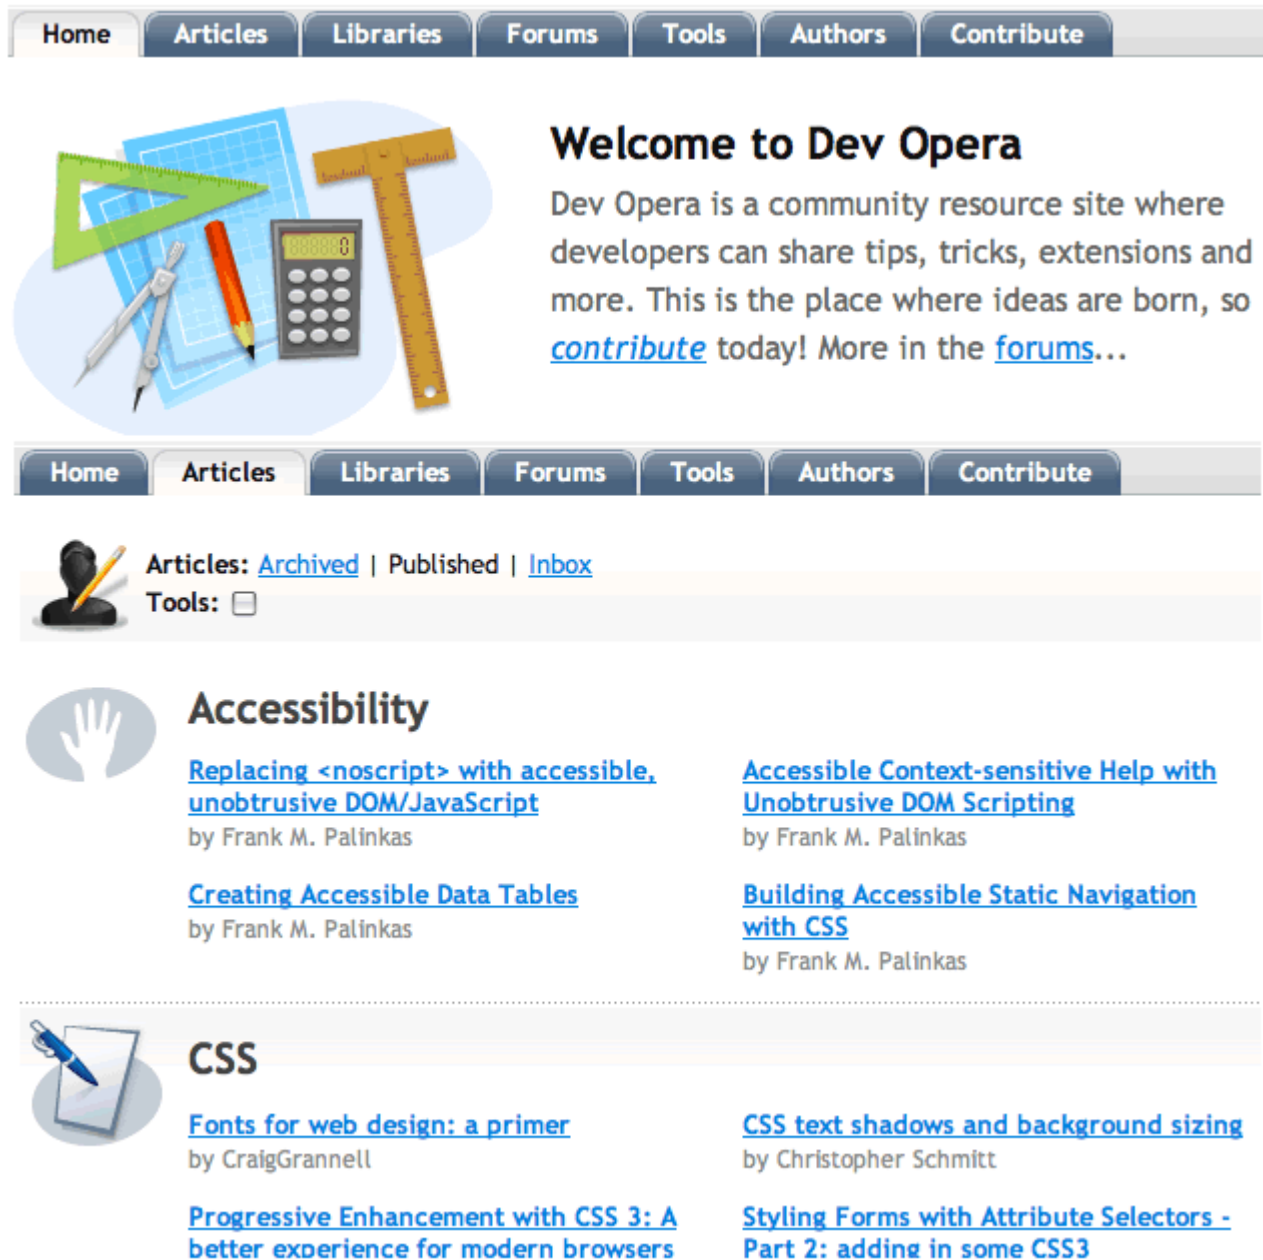 Home Articles Libraries Forums Tools Authors Contribute
Welcome to Dev Opera
Dev Opera is a community resource site where
developers can share tips, tricks, extensions and
more. This is the place where ideas are born, so
contribute today! More in the forums...
Home Articles Libraries Forums Tools Authors Contribute
Articles: Archived | Published | Inbox
Tools:
Accessibility
Replacing <noscript> with accessible,
unobtrusive DOM/JavaScript
by Frank M. Palinkas
Accessible Context-sensitive Help with
Unobtrusive DOM Scripting
by Frank M. Palinkas
Creating Accessible Data Tables
by Frank M. Palinkas
Building Accessible Static Navigation
with CSS
by Frank M. Palinkas
CSS
Fonts for web design: a primer
by CraigGrannell
CSS text shadows and background sizing
by Christopher Schmitt
Progressive Enhancement with CSS 3: A
better experience for modern browsers
Styling Forms with Attribute Selectors -
Part 2: adding in some CSS3